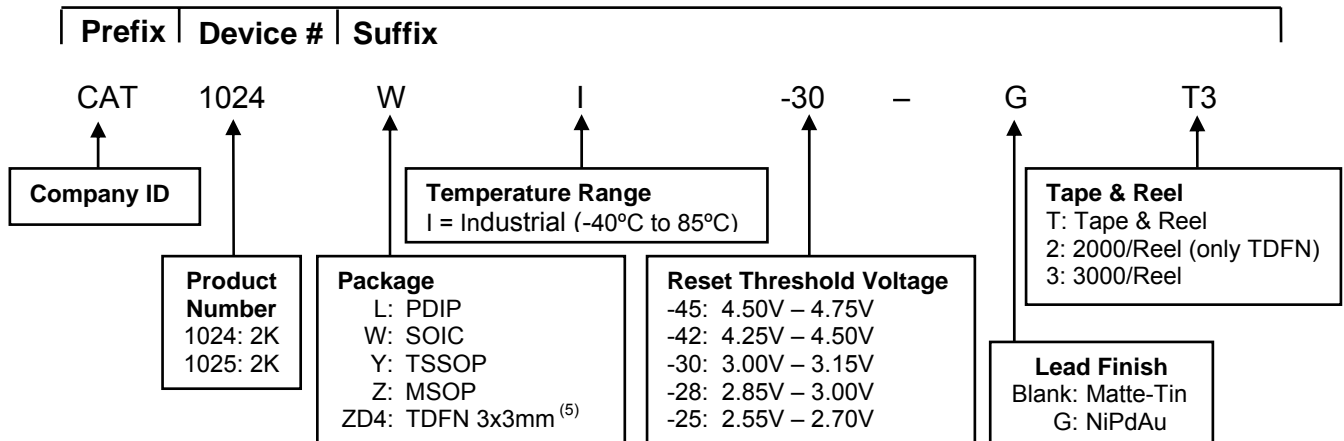 Prefix Device # Suffix
CAT 1024 W I -30 – G T3
Company ID
Temperature Range
I = Industrial (-40ºC to 85ºC)
Tape & Reel
T: Tape & Reel
2: 2000/Reel (only TDFN)
3: 3000/Reel
Product
Number
1024: 2K
1025: 2K
Package
L: PDIP
W: SOIC
Y: TSSOP
Z: MSOP
ZD4: TDFN 3x3mm (5)
Reset Threshold Voltage
-45: 4.50V – 4.75V
-42: 4.25V – 4.50V
-30: 3.00V – 3.15V
-28: 2.85V – 3.00V
-25: 2.55V – 2.70V
Lead Finish
Blank: Matte-Tin
G: NiPdAu